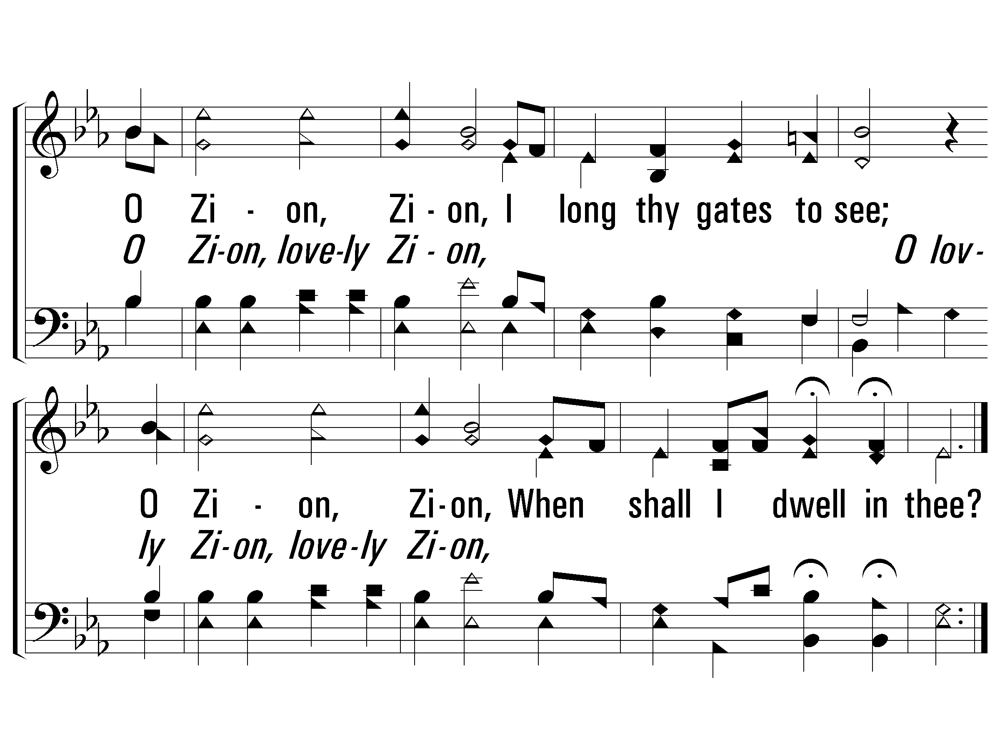 O Zi - on, Zi - on, I long thy gates to see;
O Zi-on, love-ly Zi - on, O lov-
O Zi - on, Zi-on, When shall I dwell in thee?
ly Zi-on, love-ly Zi-on,